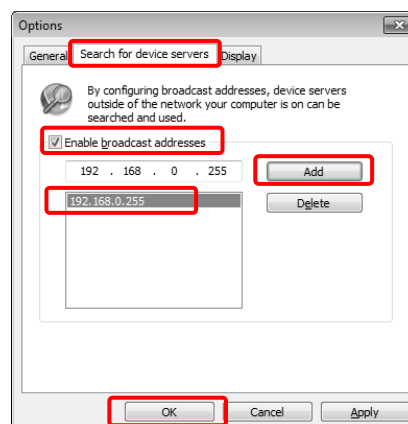 Options
General Search for device servers Display
By configuring broadcast addresses, device servers
outside of the network your computer is on can be
searched and used.
Enable broadcast addresses
192 . 168 . 0 . 255 Add
192.168.0.255 Delete
OK Cancel Apply